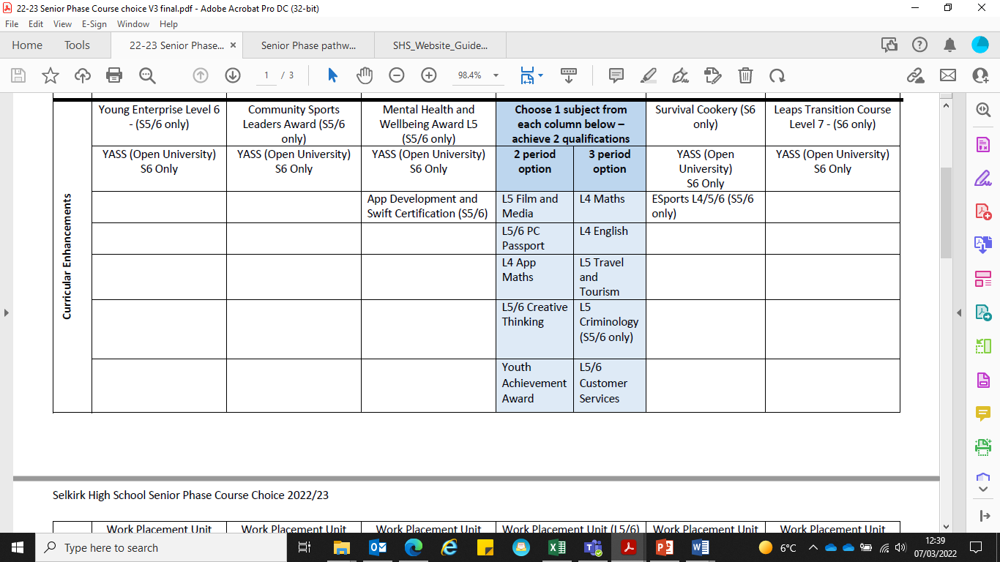 22-23 Senior Phase Course choice V3 final.pdf - Adobe Acrobat Pro DC (32-bit)
File Edit View E-Sign Window Help
Home Tools 22-23 Senior Phase... × Senior Phase pathw... SHS_Website_Guide...
1 / 3 98.4%
Curricular Enhancements
Young Enterprise Level 6
- (S5/6 only)
Community Sports
Leaders Award (S5/6
only)
Mental Health and
Wellbeing Award L5
(S5/6 only)
Choose 1 subject from
each column below –
achieve 2 qualifications
Survival Cookery (S6
only)
Leaps Transition Course
Level 7 - (S6 only)
YASS (Open University)
S6 Only
YASS (Open University)
S6 Only
YASS (Open University)
S6 Only
2 period
option
3 period
option
YASS (Open
University)
S6 Only
YASS (Open University)
S6 Only
App Development and
Swift Certification (S5/6)
L5 Film and
Media
L4 Maths
ESports L4/5/6 (S5/6
only)
L5/6 PC
Passport
L4 English
L4 App
Maths
L5 Travel
and
Tourism
L5/6 Creative
Thinking
L5
Criminology
(S5/6 only)
Youth
Achievement
Award
L5/6
Customer
Services
Selkirk High School Senior Phase Course Choice 2022/23
Work Placement Unit Work Placement Unit Work Placement Unit Work Placement Unit (L5/6) Work Placement Unit Work Placement Unit
Type here to search
6°C
12:39
07/03/2022